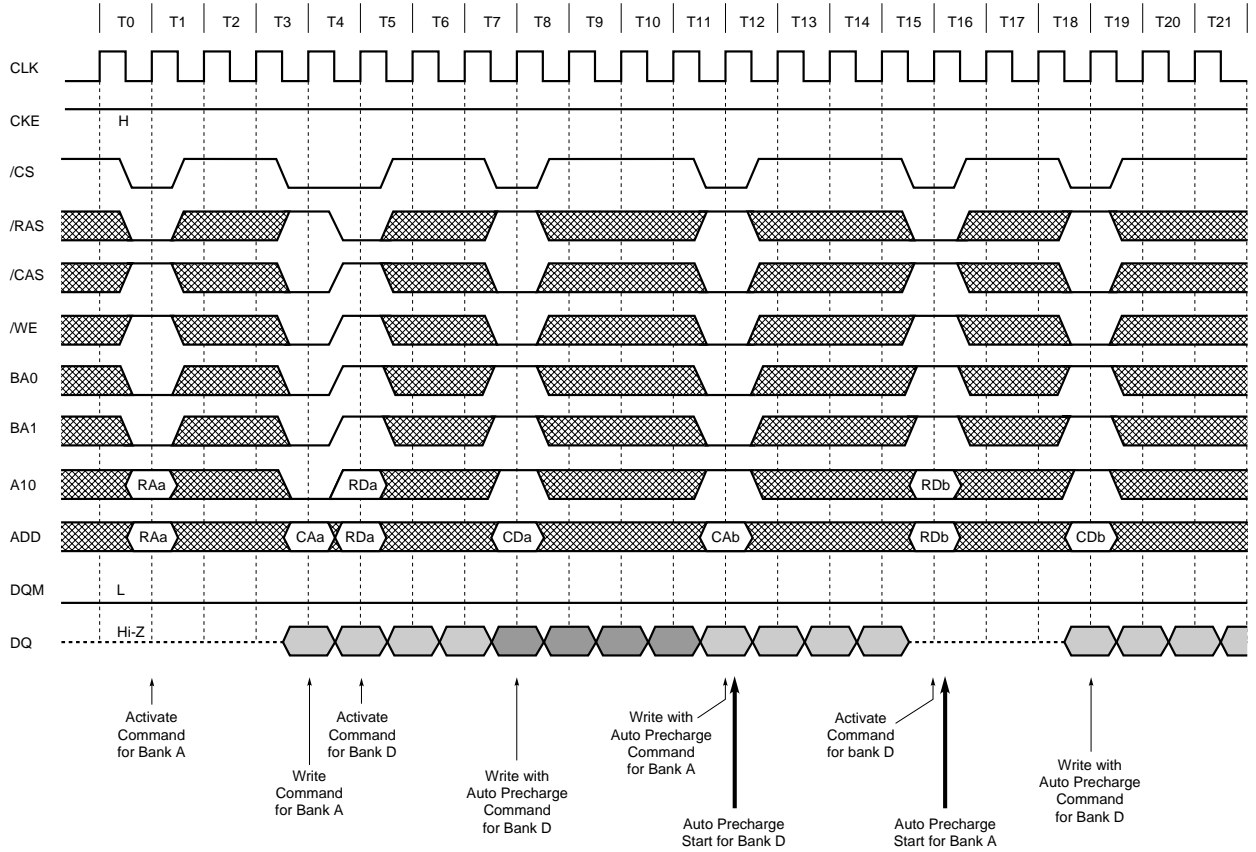 T0 T1 T2 T3 T4 T5 T6 T7 T8 T9 T10 T11 T12 T13 T14 T15 T16 T17 T18 T19 T20 T21
CLK
CKE H
/CS
/RAS
/CAS
/WE
BA0
BA1
A10 RAa RDa RDb
ADD RAa CAa RDa CDa CAb RDb CDb
DQM L
DQ Hi-Z
Activate
Command
for Bank A
Write
Command
for Bank A
Activate
Command
for Bank D
Write with
Auto Precharge
Command
for Bank D
Write with
Auto Precharge
Command
for Bank A
Auto Precharge
Start for Bank D
Activate
Command
for bank D
Auto Precharge
Start for Bank A
Write with
Auto Precharge
Command
for Bank D